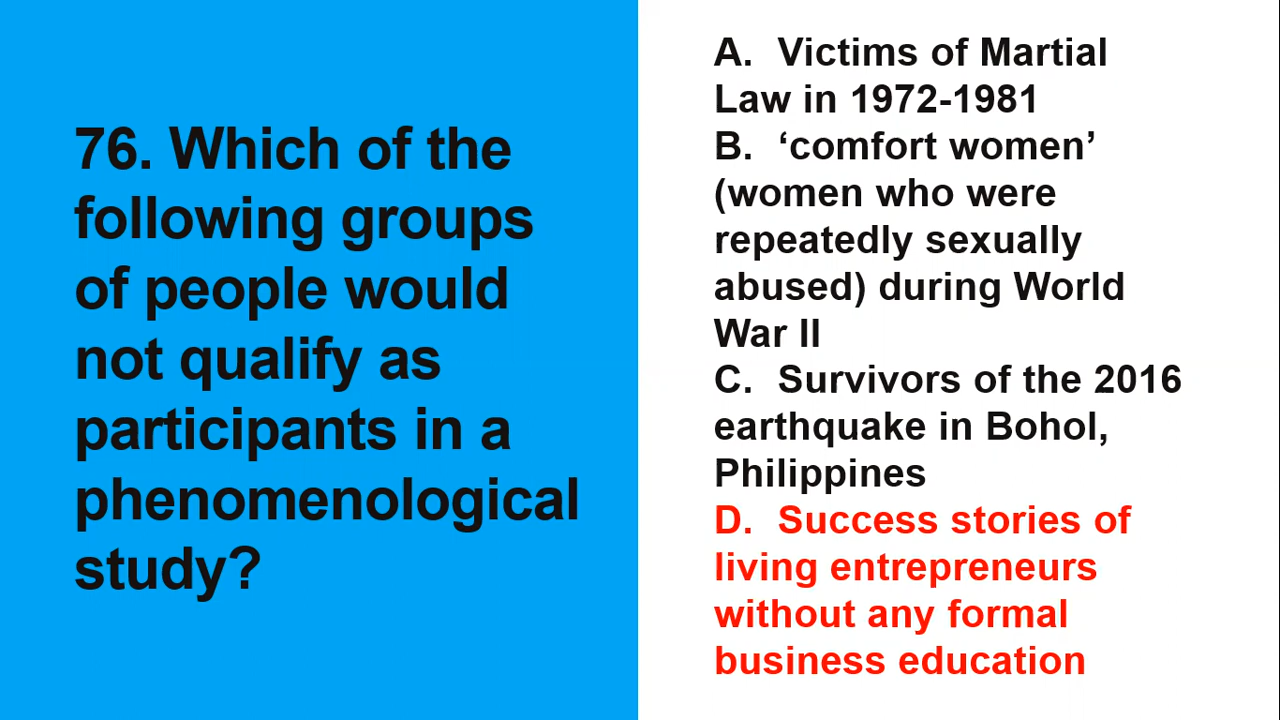 76. Which of the
following groups
of people would
not qualify as
participants in a
phenomenological
study?
A. Victims of Martial
Law in 1972-1981
B. ‘comfort women’
(women who were
repeatedly sexually
abused) during World
War II
C. Survivors of the 2016
earthquake in Bohol,
Philippines
D. Success stories of
living entrepreneurs
without any formal
business education